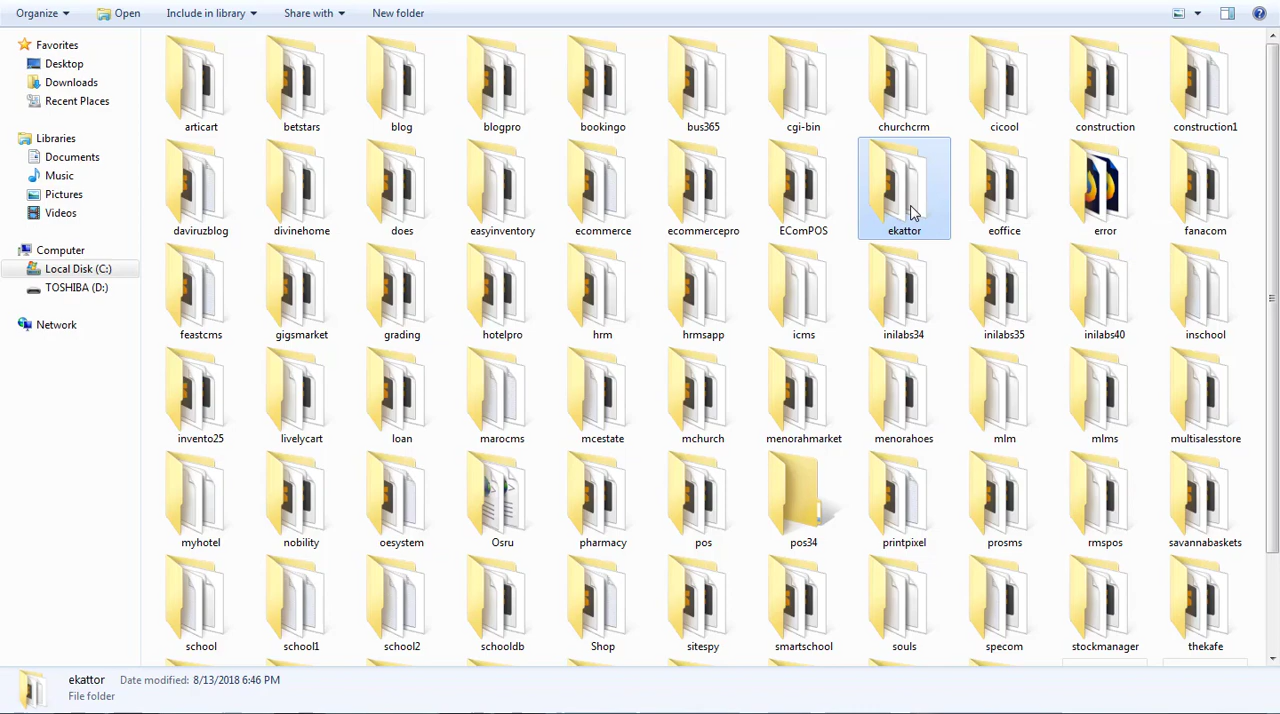 Organize Open Include in library Share with New folder
Favorites
Desktop
Downloads
Recent Places
Libraries
Documents
Music
Pictures
Videos
Computer
Local Disk (C:)
TOSHIBA (D:)
Network
articart betstars blog blogpro bookingo bus365 cgi-bin churchcrm cicool construction construction1
daviruzblog divinehome does easyinventory ecommerce ecommercepro EComPOS ekattor eoffice error fanacom
feastcms gigsmarket grading hotelpro hrm hrmsapp icms inilabs34 inilabs35 inilabs40 inschool
invento25 livelycart loan marocms mcestate mchurch menorahmarket menorahoes mlm mlms multisalesstore
myhotel nobility oesystem Osru pharmacy pos pos34 printpixel prosms rmspos savannabaskets
school school1 school2 schooldb Shop sitespy smartschool souls specom stockmanager thekafe
ekattor Date modified: 8/13/2018 6:46 PM
File folder